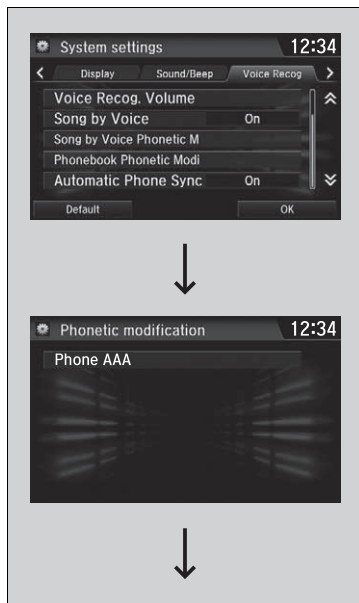 System settings 12:34
Display Sound/Beep Voice Recog
Voice Recog. Volume
Song by Voice On
Song by Voice Phonetic M
Phonebook Phonetic Modi
Automatic Phone Sync On
Default OK
Phonetic modification 12:34
Phone AAA